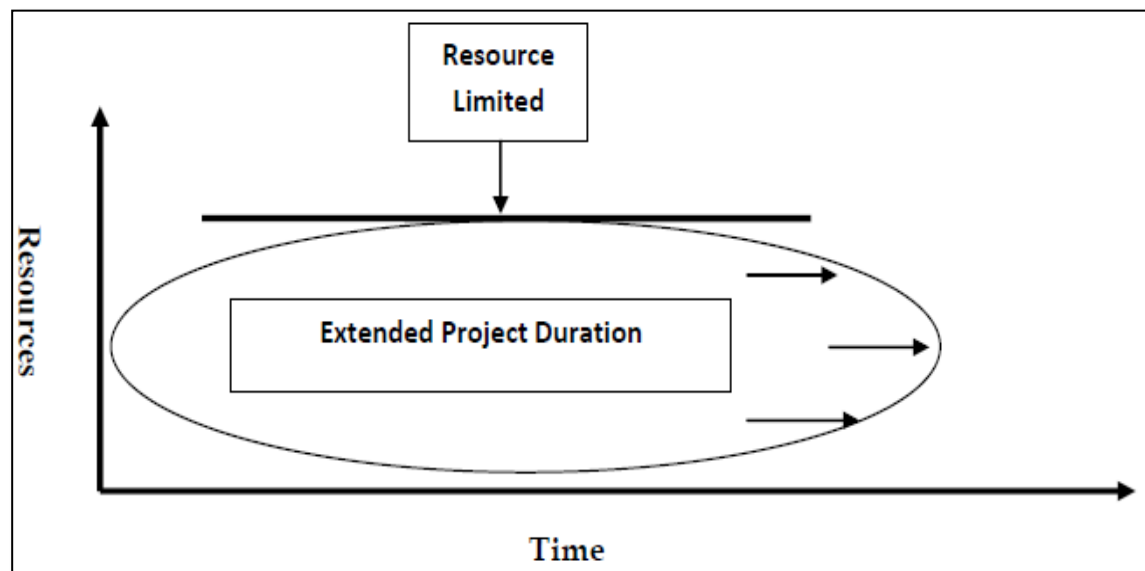 Resource
Limited
Resources
Extended Project Duration
Time